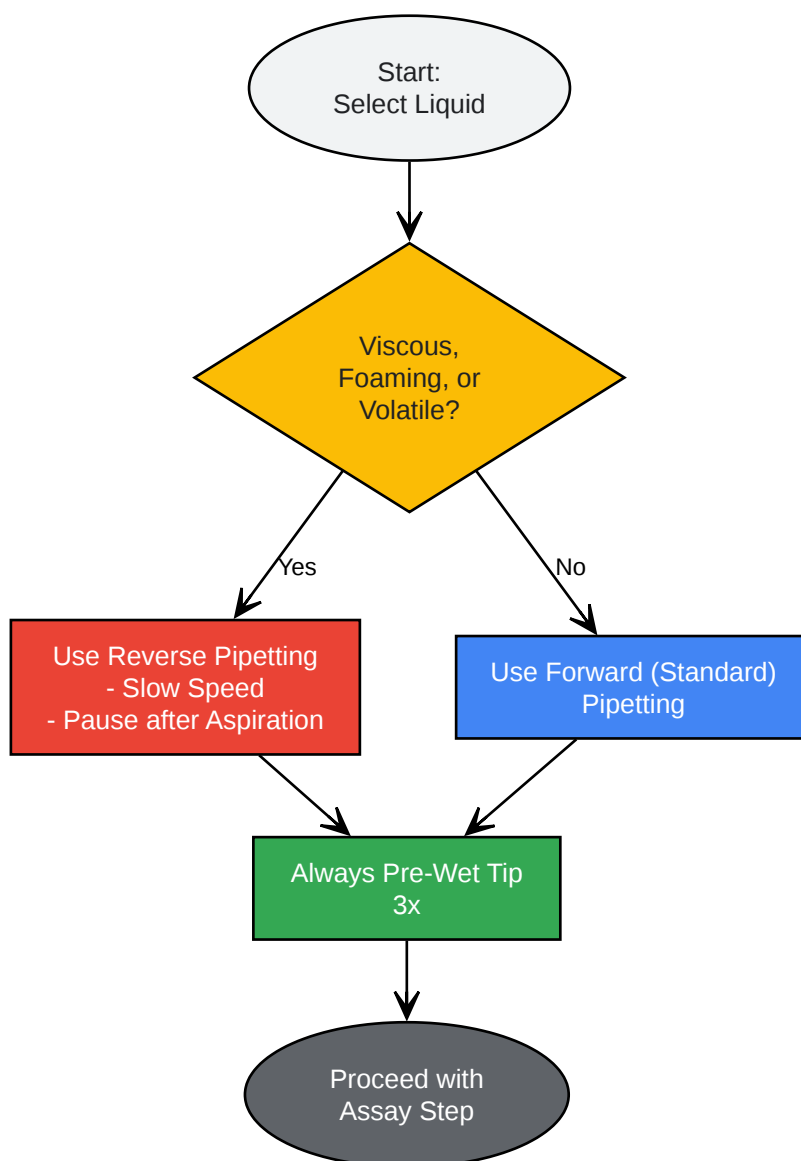 Start:
Select Liquid
Viscous,
Foaming, or
Volatile?
Yes
No
Use Reverse Pipetting
- Slow Speed
- Pause after Aspiration
Use Forward (Standard)
Pipetting
Always Pre-Wet Tip
3x
Proceed with
Assay Step